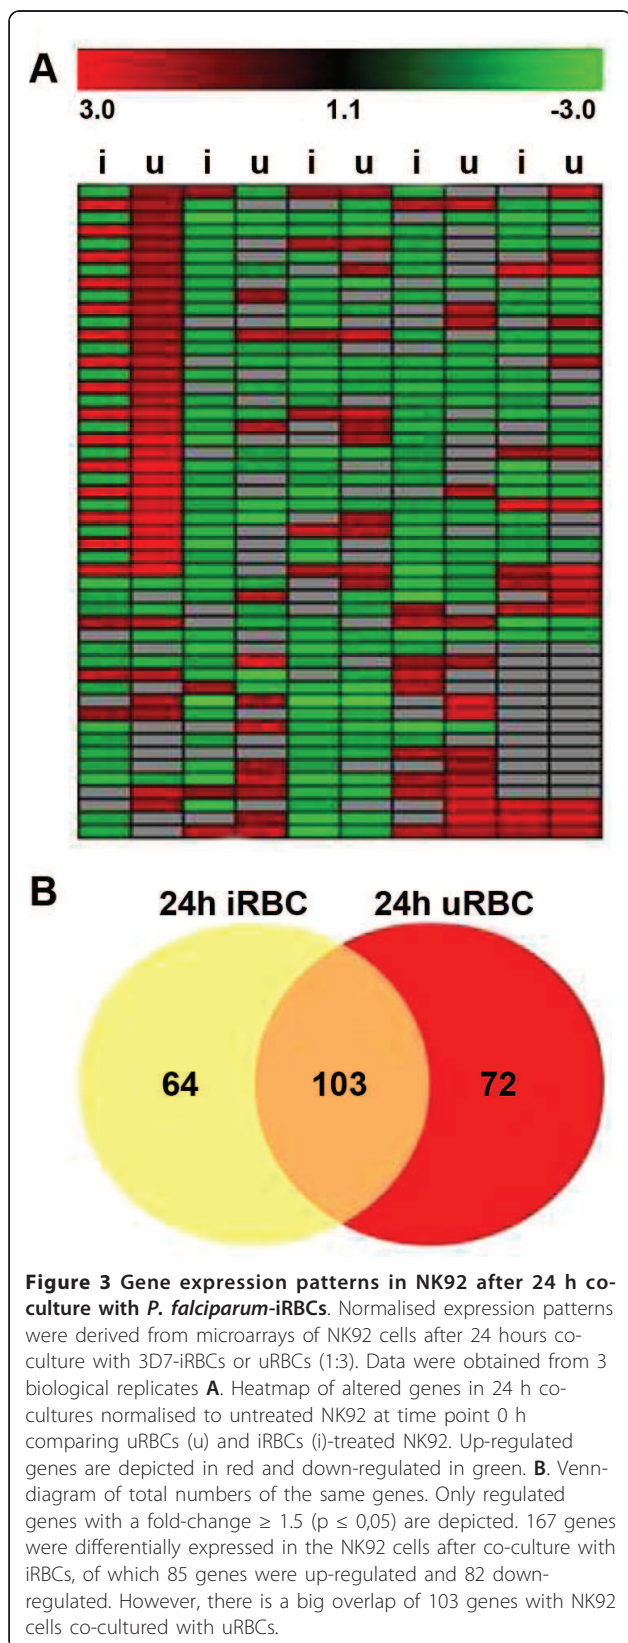 A
3.0 1.1 -3.0
i u i u i u i u i u
B
24h iRBC 24h uRBC
64 103 72
Figure 3 Gene expression patterns in NK92 after 24 h co-
culture with P. falciparum-iRBCs. Normalised expression patterns
were derived from microarrays of NK92 cells after 24 hours co-
culture with 3D7-iRBCs or uRBCs (1:3). Data were obtained from 3
biological replicates A. Heatmap of altered genes in 24 h co-
cultures normalised to untreated NK92 at time point 0 h
comparing uRBCs (u) and iRBCs (i)-treated NK92. Up-regulated
genes are depicted in red and down-regulated in green. B. Venn-
diagram of total numbers of the same genes. Only regulated
genes with a fold-change ≥ 1.5 (p ≤ 0,05) are depicted. 167 genes
were differentially expressed in the NK92 cells after co-culture with
iRBCs, of which 85 genes were up-regulated and 82 down-
regulated. However, there is a big overlap of 103 genes with NK92
cells co-cultured with uRBCs.